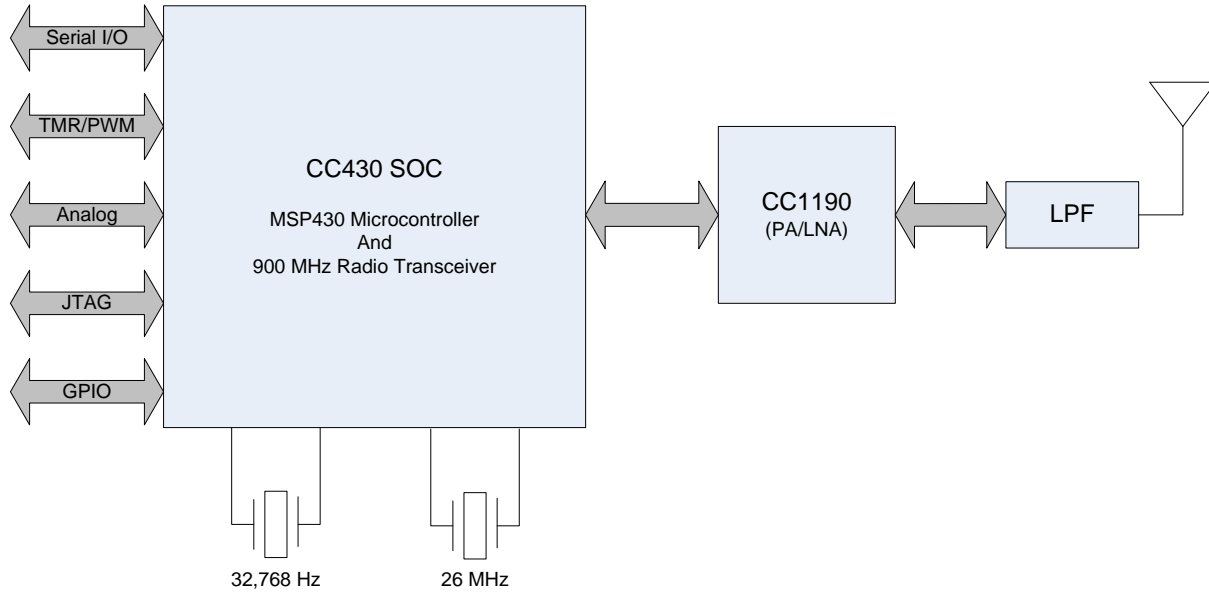 Serial I/O
TMR/PWM
Analog
JTAG
GPIO
CC430 SOC
MSP430 Microcontroller
And
900 MHz Radio Transceiver
CC1190
(PA/LNA)
LPF
32,768 Hz
26 MHz